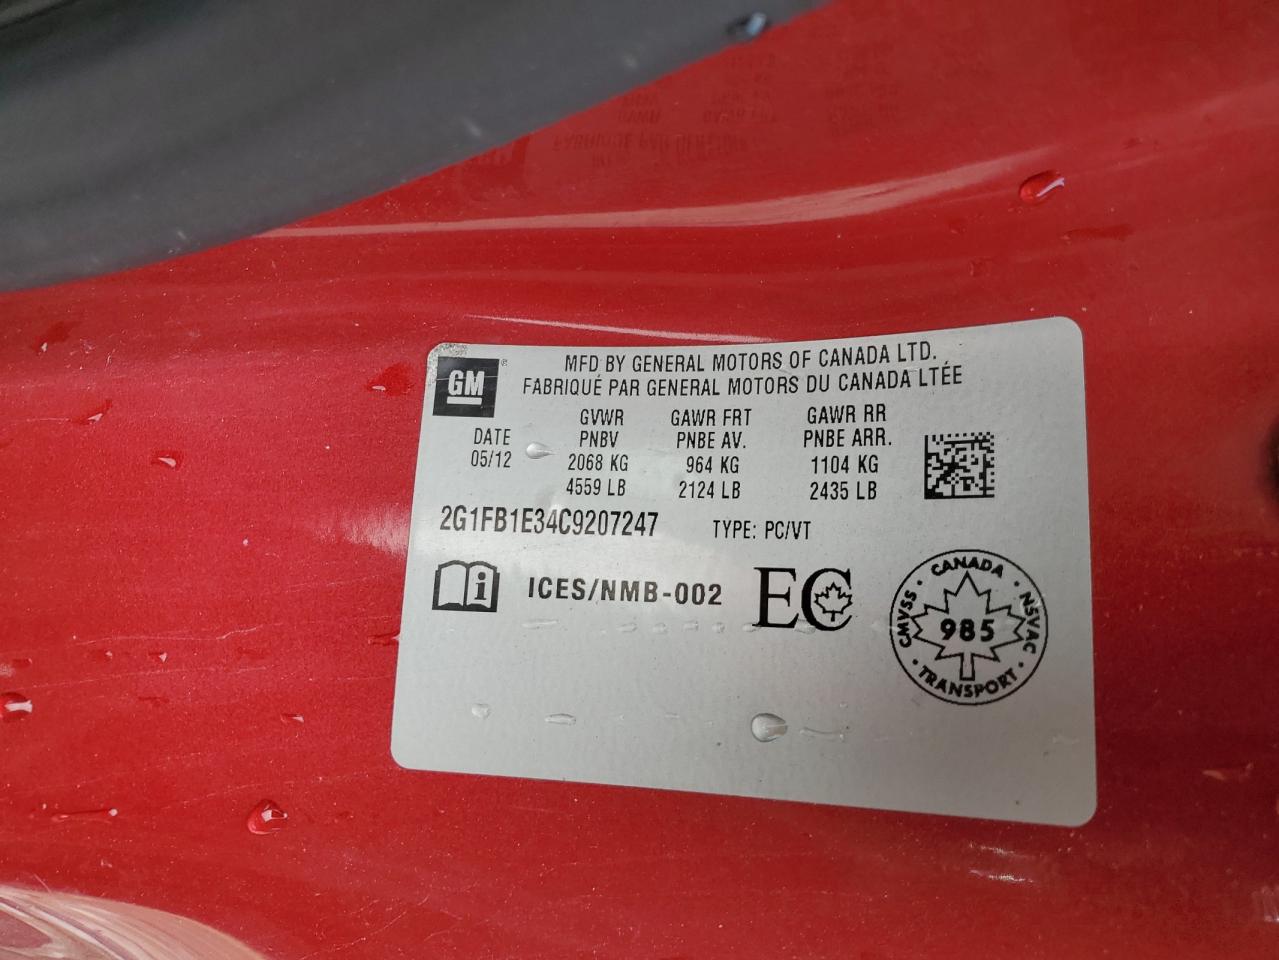 GM
MFD BY GENERAL MOTORS OF CANADA LTD.
FABRIQUÉ PAR GENERAL MOTORS DU CANADA LTÉE
DATE
05/12
GVWR
PNBV
2068 KG
4559 LB
GAWR FRT
PNBE AV.
964 KG
2124 LB
GAWR RR
PNBE ARR.
1104 KG
2435 LB
2G1FB1E34C9207247 TYPE: PC/VT
i ICES/NMB-002 EC
CANADA
CMVSS 985 NSVAC
TRANSPORT